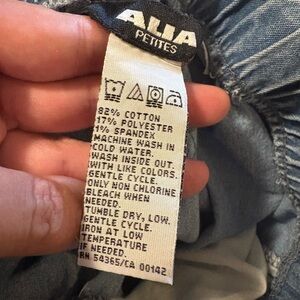 ALIA
PETITES
82% COTTON
17% POLYESTER
1% SPANDEX
MACHINE WASH IN
COLD WATER.
WASH INSIDE OUT.
WITH LIKE COLORS.
GENTLE CYCLE.
ONLY NON CHLORINE
BLEACH WHEN
NEEDED.
TUMBLE DRY, LOW.
GENTLE CYCLE.
IRON AT LOW
TEMPERATURE
IF NEEDED.
RN 54365/CA 00142